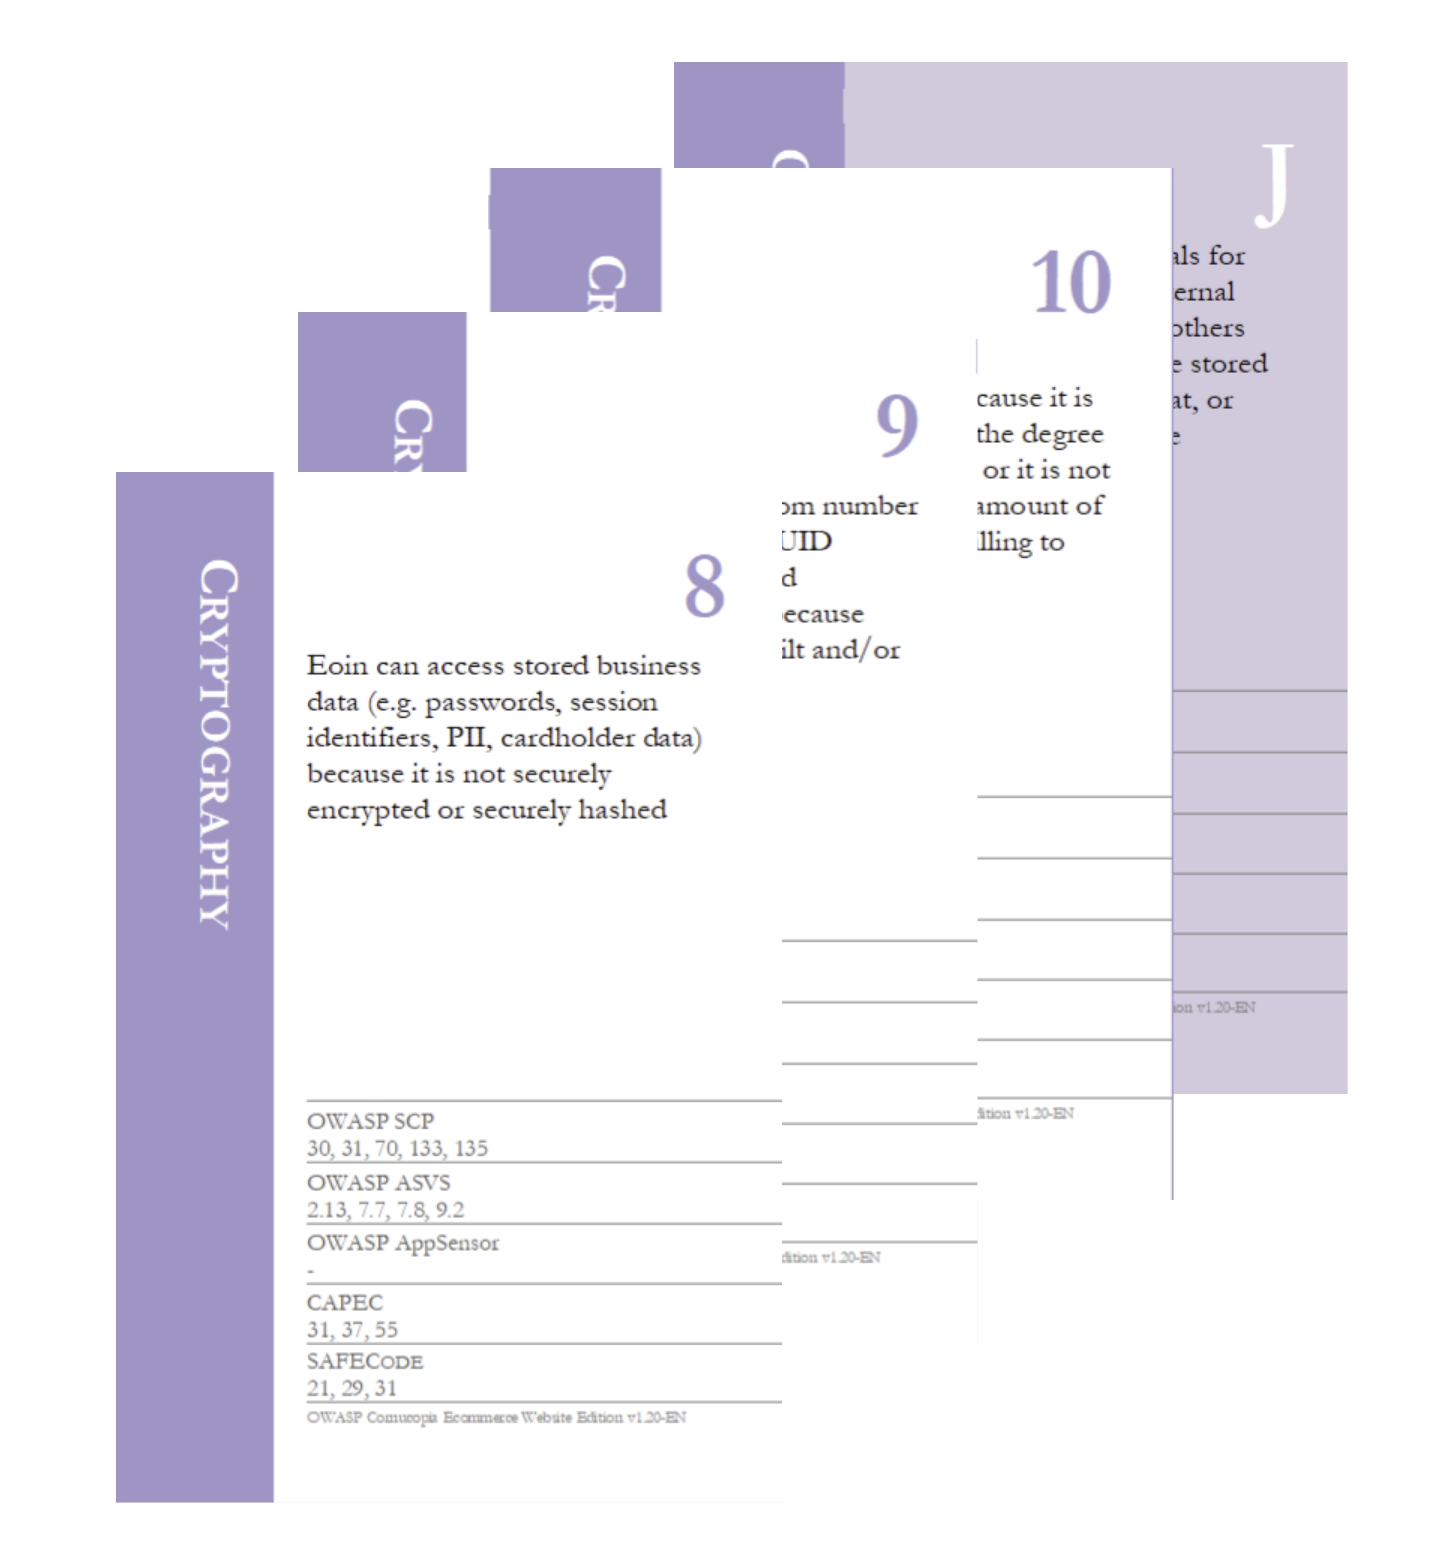 J
als for
ernal
others
e stored
at, or
e
ion v1.20-EN
CR
10
cause it is
the degree
or it is not
amount of
illing to
dition v1.20-EN
CRY
9
om number
UID
d
ecause
ilt and/or
dition v1.20-EN
CRYPTOGRAPHY
8
Eoin can access stored business
data (e.g. passwords, session
identifiers, PII, cardholder data)
because it is not securely
encrypted or securely hashed
OWASP SCP
30, 31, 70, 133, 135
OWASP ASVS
2.13, 7.7, 7.8, 9.2
OWASP AppSensor
-
CAPEC
31, 37, 55
SAFECODE
21, 29, 31
OWASP Cornucopia Ecommerce Website Edition v1.20-EN